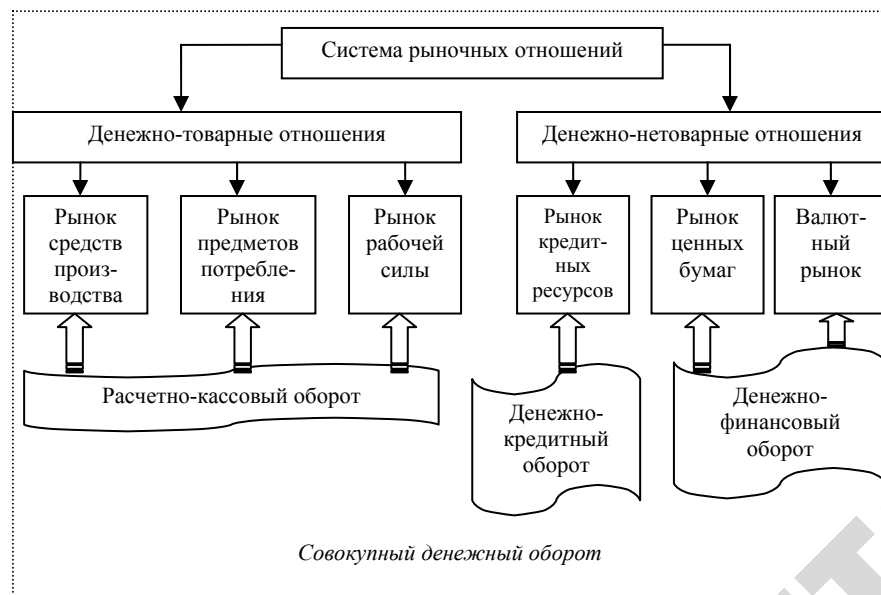 Система рыночных отношений
Денежно-товарные отношения
Денежно-нетоварные отношения
Рынок
средств
произ-
водства
Рынок
предметов
потребле-
ния
Рынок
рабочей
силы
Рынок
кредит-
ных
ресурсов
Рынок
ценных
бумаг
Валют-
ный
рынок
Расчетно-кассовый оборот
Денежно-
кредитный
оборот
Денежно-
финансовый
оборот
Совокупный денежный оборот